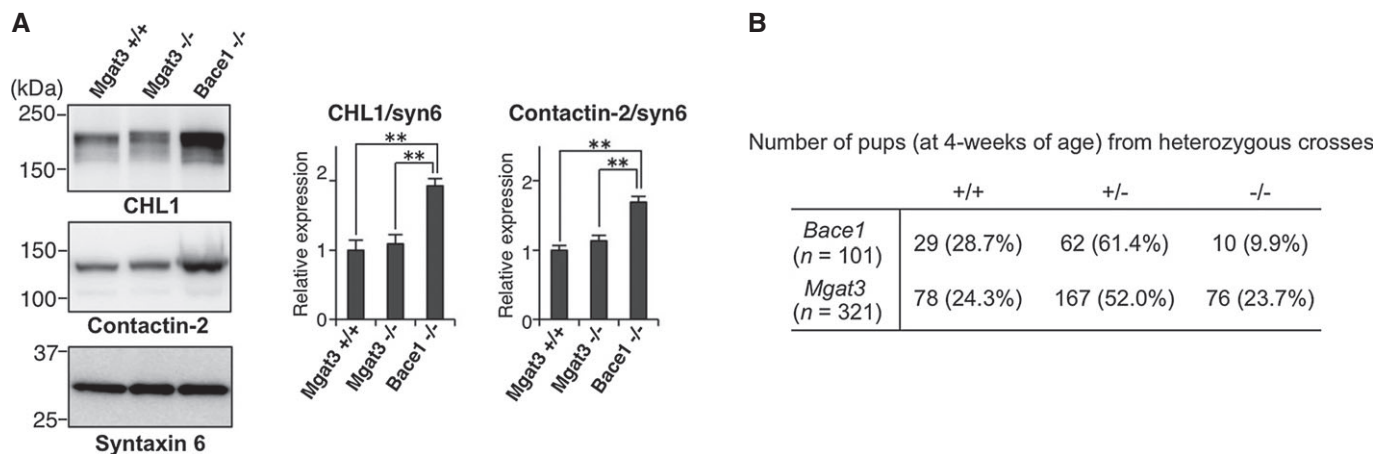 A
Mgat3 +/+
Mgat3 -/-
Bace1 -/-
(kDa)
250
150
CHL1
150
100
Contactin-2
37
25
Syntaxin 6
CHL1/syn6
**
**
Relative expression
2
1
0
Mgat3 +/+
Mgat3 -/-
Bace1 -/-
Contactin-2/syn6
**
**
Relative expression
2
1
0
Mgat3 +/+
Mgat3 -/-
Bace1 -/-
B
Number of pups (at 4-weeks of age) from heterozygous crosses
+/+ +/- -/-
Bace1
(n = 101) 29 (28.7%) 62 (61.4%) 10 (9.9%)
Mgat3
(n = 321) 78 (24.3%) 167 (52.0%) 76 (23.7%)